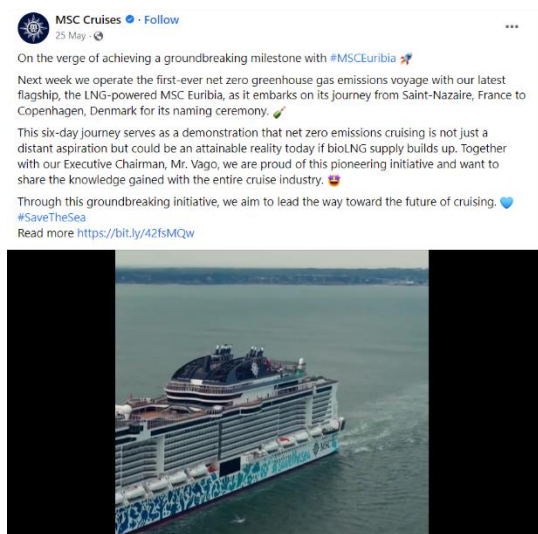 MSC Cruises · Follow
25 May ·
On the verge of achieving a groundbreaking milestone with #MSCEuribia 🚀
Next week we operate the first-ever net zero greenhouse gas emissions voyage with our latest
flagship, the LNG-powered MSC Euribia, as it embarks on its journey from Saint-Nazaire, France to
Copenhagen, Denmark for its naming ceremony. 🍾
This six-day journey serves as a demonstration that net zero emissions cruising is not just a
distant aspiration but could be an attainable reality today if bioLNG supply builds up. Together
with our Executive Chairman, Mr. Vago, we are proud of this pioneering initiative and want to
share the knowledge gained with the entire cruise industry. 🤩
Through this groundbreaking initiative, we aim to lead the way toward the future of cruising. 🩵
#SaveTheSea
Read more https://bit.ly/42fsMQw